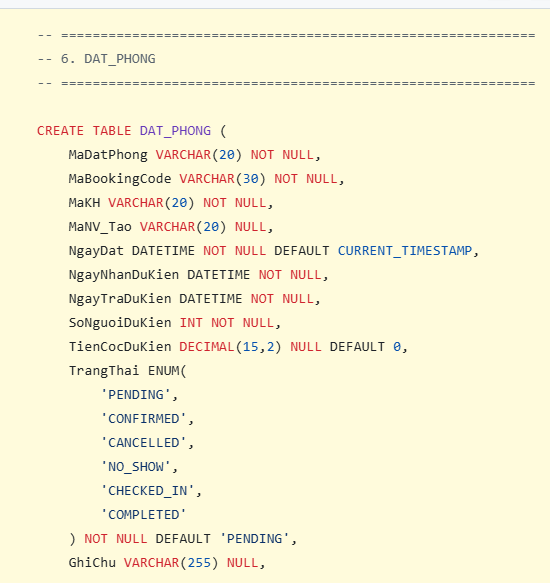 -- ============================================================
-- 6. DAT_PHONG
-- ============================================================
CREATE TABLE DAT_PHONG (
MaDatPhong VARCHAR(20) NOT NULL,
MaBookingCode VARCHAR(30) NOT NULL,
MaKH VARCHAR(20) NOT NULL,
MaNV_Tao VARCHAR(20) NULL,
NgayDat DATETIME NOT NULL DEFAULT CURRENT_TIMESTAMP,
NgayNhanDuKien DATETIME NOT NULL,
NgayTraDuKien DATETIME NOT NULL,
SoNguoiDuKien INT NOT NULL,
TienCocDuKien DECIMAL(15,2) NULL DEFAULT 0,
TrangThai ENUM(
'PENDING',
'CONFIRMED',
'CANCELLED',
'NO_SHOW',
'CHECKED_IN',
'COMPLETED'
) NOT NULL DEFAULT 'PENDING',
GhiChu VARCHAR(255) NULL,